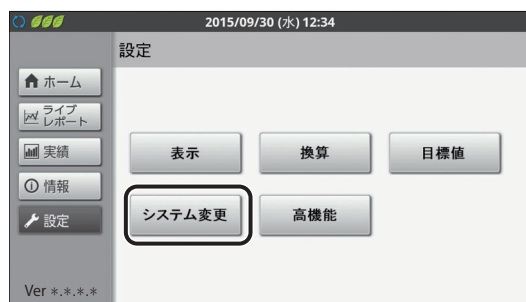 2015/09/30 (水) 12:34
設定
ホーム
ライブ
レポート
実績
情報
設定
表示
換算
目標値
システム変更
高機能
Ver *.*.*.*